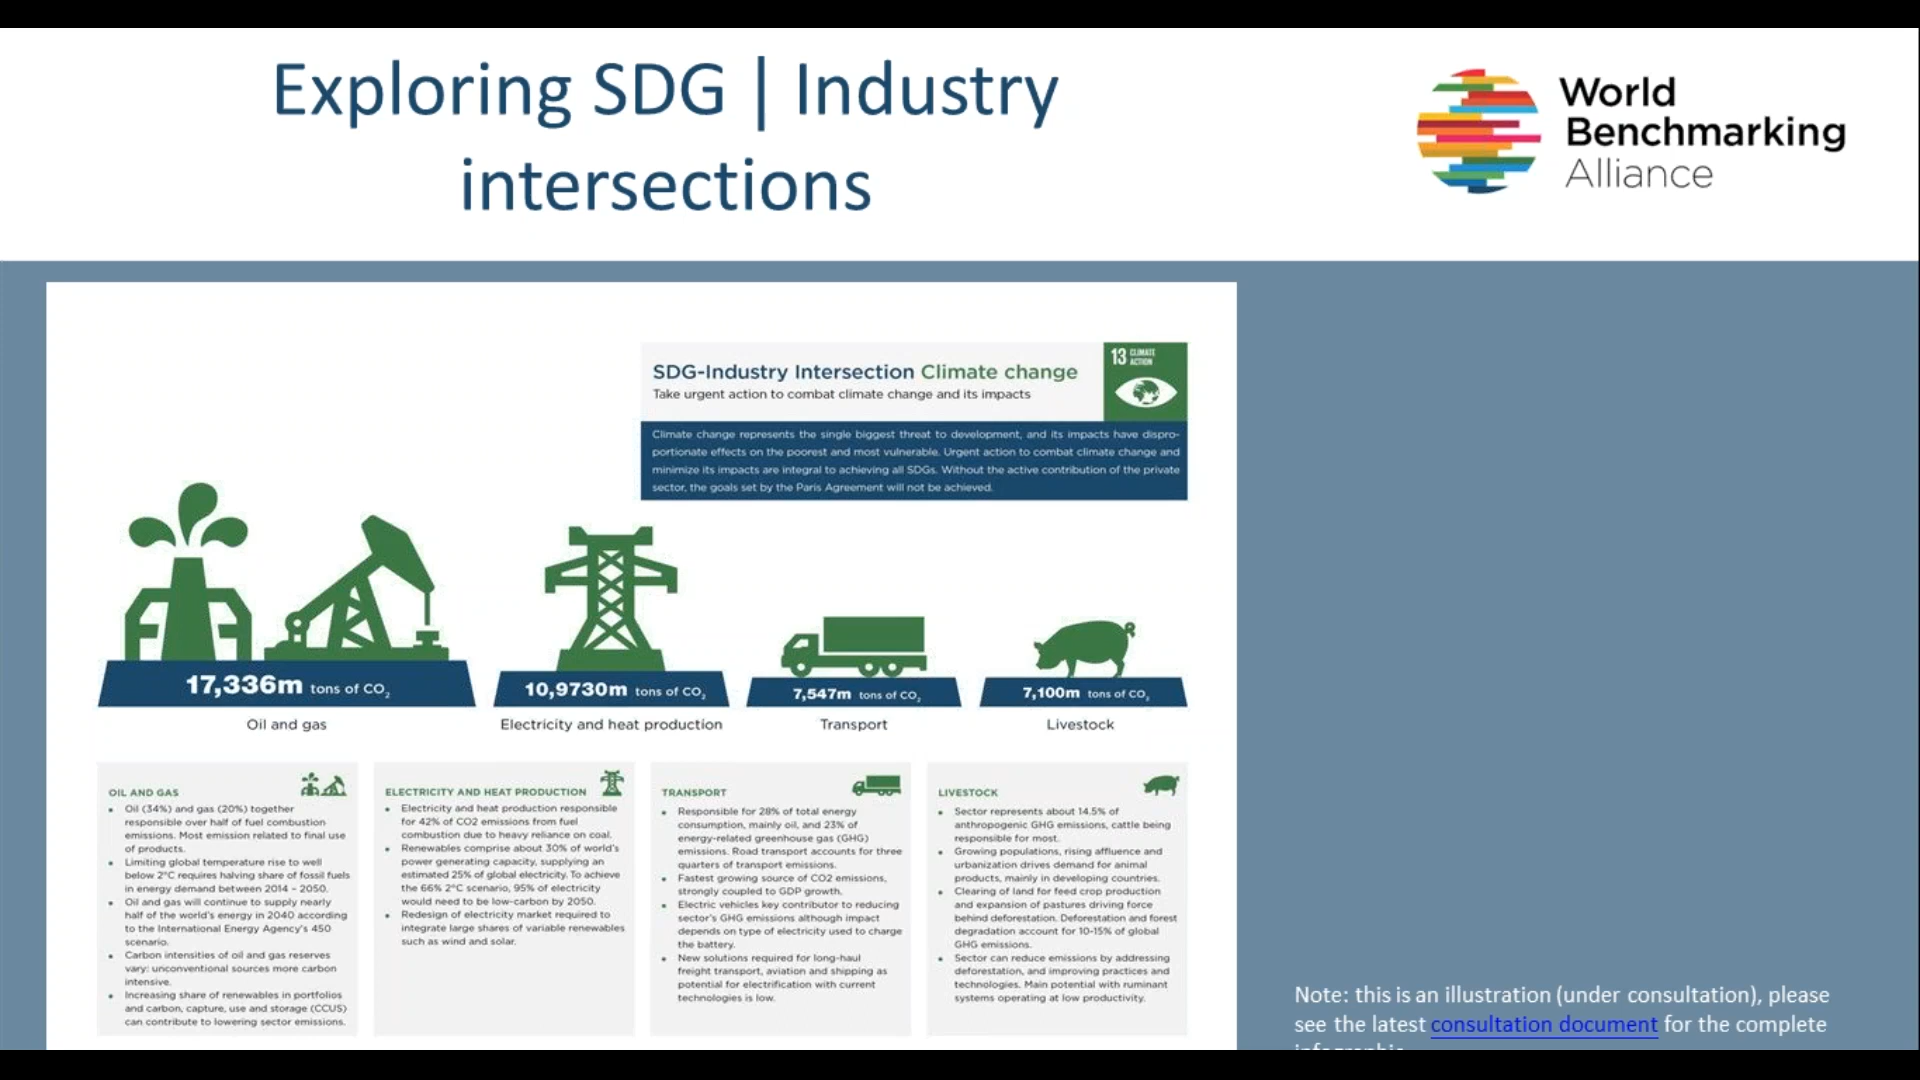 Exploring SDG | Industry
intersections
World
Benchmarking
Alliance
SDG-Industry Intersection Climate change
Take urgent action to combat climate change and its impacts
13 CLIMATE
ACTION
Climate change represents the single biggest threat to development, and its impacts have dispro-
portionate effects on the poorest and most vulnerable. Urgent action to combat climate change and
minimize its impacts are integral to achieving all SDGs. Without the active contribution of the private
sector, the goals set by the Paris Agreement will not be achieved.
17,336m tons of CO₂
Oil and gas
10,9730m tons of CO₂
Electricity and heat production
7,547m tons of CO₂
Transport
7,100m tons of CO₂
Livestock
OIL AND GAS
• Oil (34%) and gas (20%) together
responsible over half of fuel combustion
emissions. Most emission related to final use
of products.
• Limiting global temperature rise to well
below 2°C requires halving share of fossil fuels
in energy demand between 2014 – 2050.
• Oil and gas will continue to supply nearly
half of the world's energy in 2040 according
to the International Energy Agency's 450
scenario.
• Carbon intensities of oil and gas reserves
vary: unconventional sources more carbon
intensive.
• Increasing share of renewables in portfolios
and carbon, capture, use and storage (CCUS)
can contribute to lowering sector emissions.
ELECTRICITY AND HEAT PRODUCTION
• Electricity and heat production responsible
for 42% of CO2 emissions from fuel
combustion due to heavy reliance on coal.
• Renewables comprise about 30% of world's
power generating capacity, supplying an
estimated 25% of global electricity. To achieve
the 66% 2°C scenario, 95% of electricity
would need to be low-carbon by 2050.
• Redesign of electricity market required to
integrate large shares of variable renewables
such as wind and solar.
TRANSPORT
• Responsible for 28% of total energy
consumption, mainly oil, and 23% of
energy-related greenhouse gas (GHG)
emissions. Road transport accounts for three
quarters of transport emissions.
• Fastest growing source of CO2 emissions,
strongly coupled to GDP growth.
• Electric vehicles key contributor to reducing
sector's GHG emissions although impact
depends on type of electricity used to charge
the battery.
• New solutions required for long-haul
freight transport, aviation and shipping as
potential for electrification with current
technologies is low.
LIVESTOCK
• Sector represents about 14.5% of
anthropogenic GHG emissions, cattle being
responsible for most.
• Growing populations, rising affluence and
urbanization drives demand for animal
products, mainly in developing countries.
• Clearing of land for feed crop production
and expansion of pastures driving force
behind deforestation. Deforestation and forest
degradation account for 10-15% of global
GHG emissions.
• Sector can reduce emissions by addressing
deforestation, and improving practices and
technologies. Main potential with ruminant
systems operating at low productivity.
Note: this is an illustration (under consultation), please
see the latest consultation document for the complete